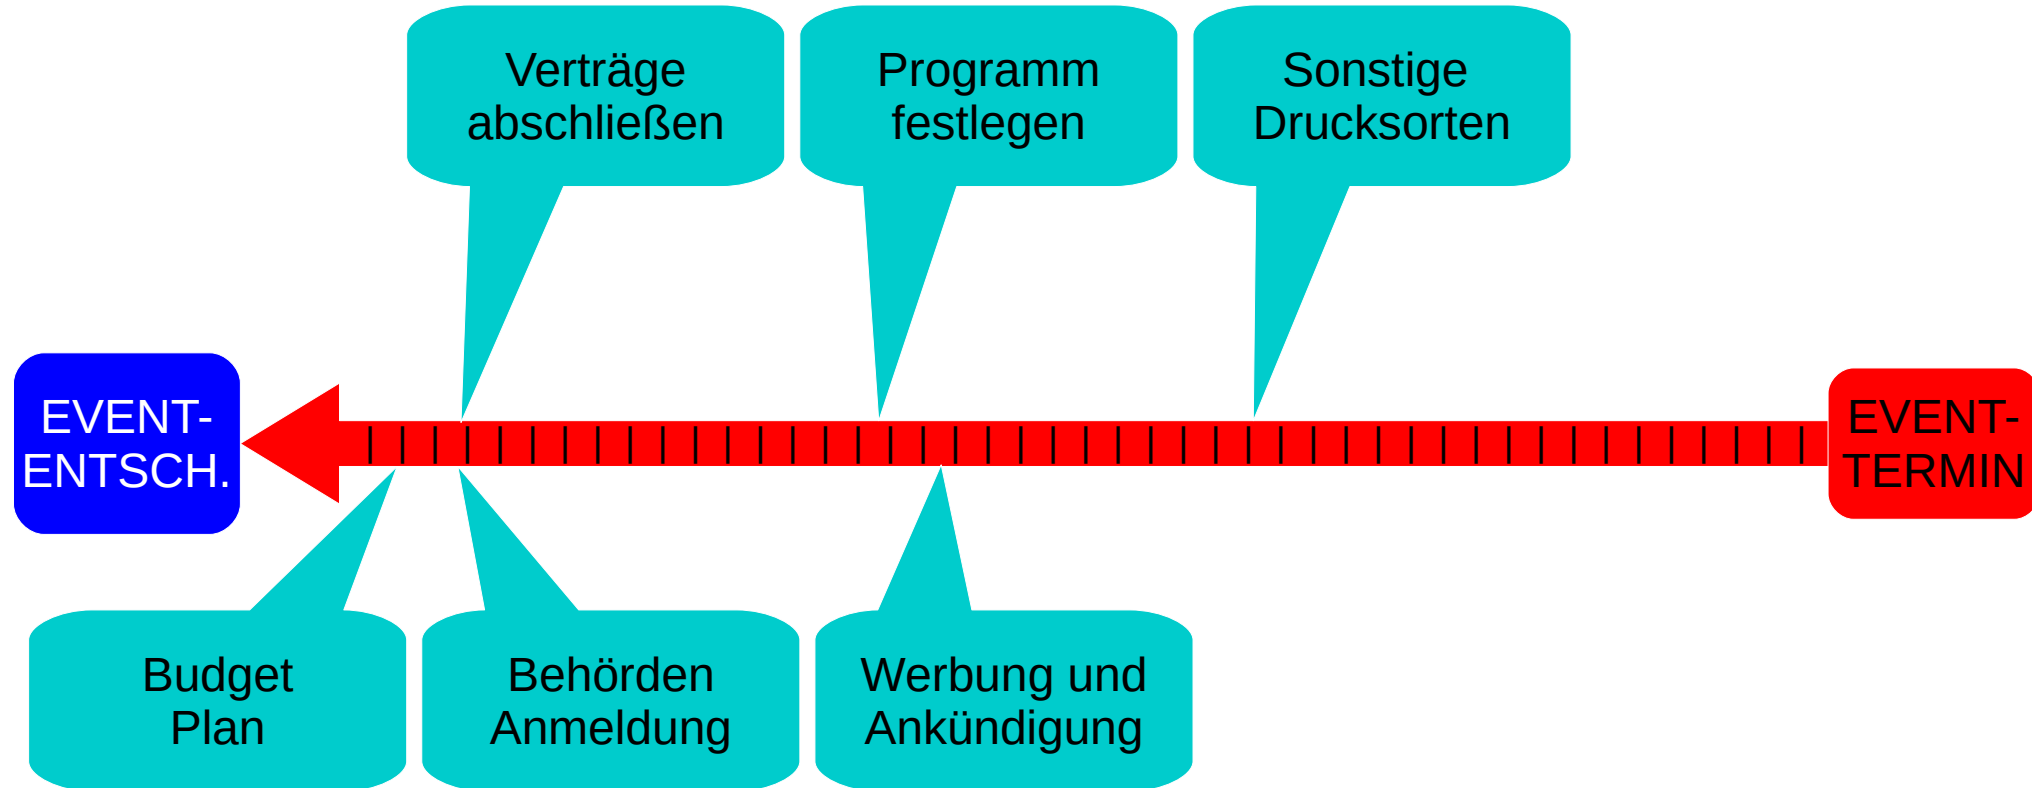 Verträge
abschließen
Programm
festlegen
Sonstige
Drucksorten
EVENT-
ENTSCH.
EVENT-
TERMIN
Budget
Plan
Behörden
Anmeldung
Werbung und
Ankündigung